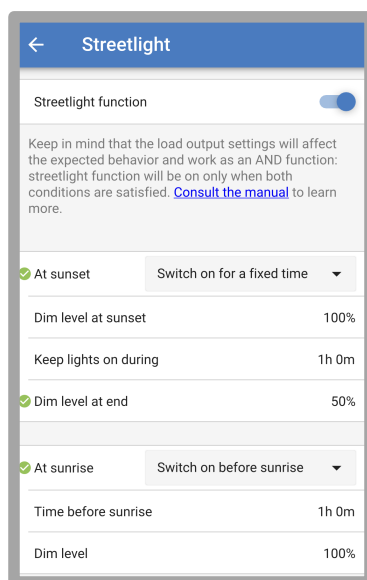 Streetlight
Streetlight function
Keep in mind that the load output settings will affect
the expected behavior and work as an AND function:
streetlight function will be on only when both
conditions are satisfied. Consult the manual to learn
more.
At sunset Switch on for a fixed time
Dim level at sunset 100%
Keep lights on during 1h 0m
Dim level at end 50%
At sunrise Switch on before sunrise
Time before sunrise 1h 0m
Dim level 100%